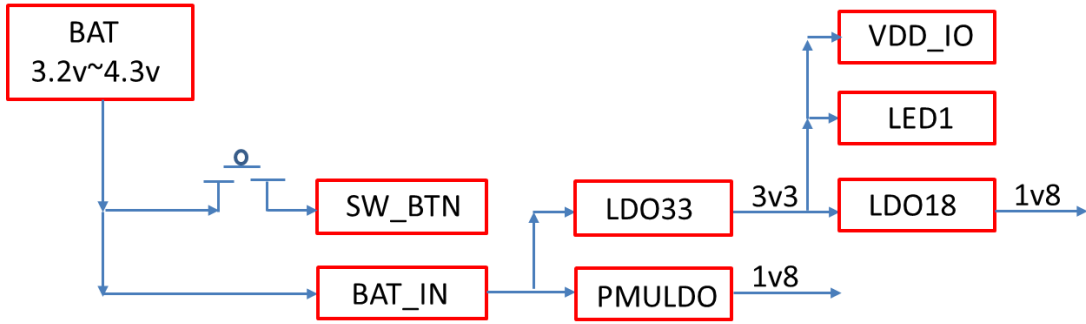 BAT
3.2v~4.3v
VDD_IO
LED1
SW_BTN
LDO33
3v3
LDO18
1v8
BAT_IN
PMULDO
1v8